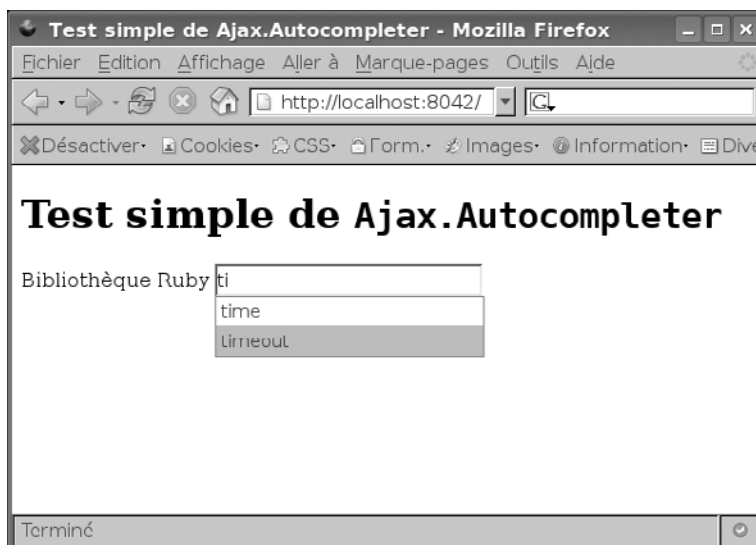 Test simple de Ajax.Autocompleter - Mozilla Firefox
Fichier Edition Affichage Aller à Marque-pages Outils Aide
http://localhost:8042/ G
Désactiver Cookies CSS Form. Images Information Dive
Test simple de Ajax.Autocompleter
Bibliothèque Ruby ti
time
timeout
Terminé